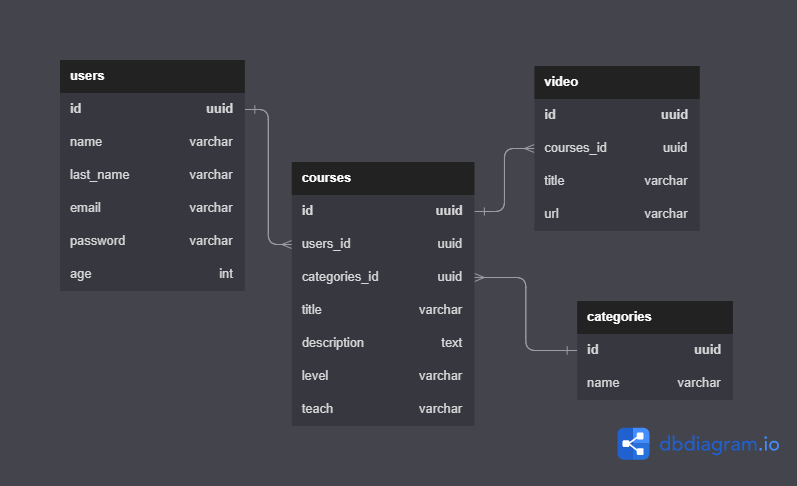 users
id uuid
name varchar
last_name varchar
email varchar
password varchar
age int
courses
id uuid
users_id uuid
categories_id uuid
title varchar
description text
level varchar
teach varchar
video
id uuid
courses_id uuid
title varchar
url varchar
categories
id uuid
name varchar
dbdiagram.io